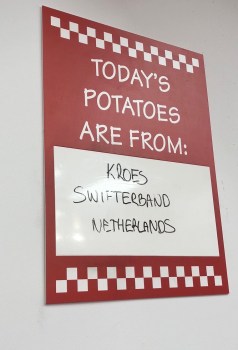 TODAY'S
POTATOES
ARE FROM:
KROES
SWIFTERBAND
NETHERLANDS